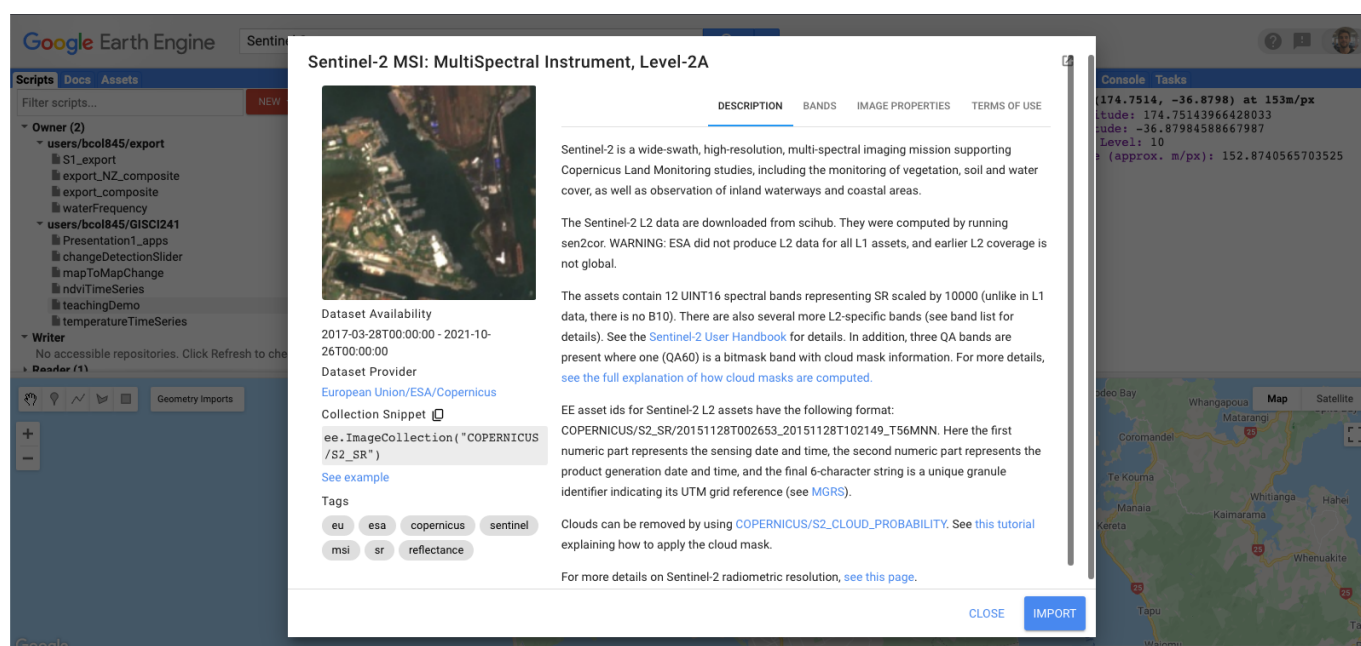 Google Earth Engine
Sentine
Scripts Docs Assets
Filter scripts...
NEW
Owner (2)
users/bcol845/export
S1_export
export_NZ_composite
export_composite
waterFrequency
users/bcol845/GISCI241
Presentation1_apps
changeDetectionSlider
mapToMapChange
ndviTimeSeries
teachingDemo
temperatureTimeSeries
Writer
No accessible repositories. Click Refresh to che
Reader (1)
Geometry Imports
Sentinel-2 MSI: MultiSpectral Instrument, Level-2A
Dataset Availability
2017-03-28T00:00:00 - 2021-10-
26T00:00:00
Dataset Provider
European Union/ESA/Copernicus
Collection Snippet
ee.ImageCollection("COPERNICUS
/S2_SR")
See example
Tags
eu esa copernicus sentinel
msi sr reflectance
DESCRIPTION BANDS IMAGE PROPERTIES TERMS OF USE
Sentinel-2 is a wide-swath, high-resolution, multi-spectral imaging mission supporting
Copernicus Land Monitoring studies, including the monitoring of vegetation, soil and water
cover, as well as observation of inland waterways and coastal areas.
The Sentinel-2 L2 data are downloaded from scihub. They were computed by running
sen2cor. WARNING: ESA did not produce L2 data for all L1 assets, and earlier L2 coverage is
not global.
The assets contain 12 UINT16 spectral bands representing SR scaled by 10000 (unlike in L1
data, there is no B10). There are also several more L2-specific bands (see band list for
details). See the Sentinel-2 User Handbook for details. In addition, three QA bands are
present where one (QA60) is a bitmask band with cloud mask information. For more details,
see the full explanation of how cloud masks are computed.
EE asset ids for Sentinel-2 L2 assets have the following format:
COPERNICUS/S2_SR/20151128T002653_20151128T102149_T56MNN. Here the first
numeric part represents the sensing date and time, the second numeric part represents the
product generation date and time, and the final 6-character string is a unique granule
identifier indicating its UTM grid reference (see MGRS).
Clouds can be removed by using COPERNICUS/S2_CLOUD_PROBABILITY. See this tutorial
explaining how to apply the cloud mask.
For more details on Sentinel-2 radiometric resolution, see this page.
CLOSE IMPORT
Console Tasks
(174.7514, -36.8798) at 153m/px
itude: 174.75143966428033
tude: -36.87984588667987
Level: 10
e (approx. m/px): 152.8740565703525
Map Satellite
odeo Bay
Whangapoua
Matarangi
25
Coromandel
Te Kouma
Manaia
Kereta
Whitianga
Kaimarama
Hahei
25
Whenuakite
25
25
Tapu
Waiomu
Ta
Google